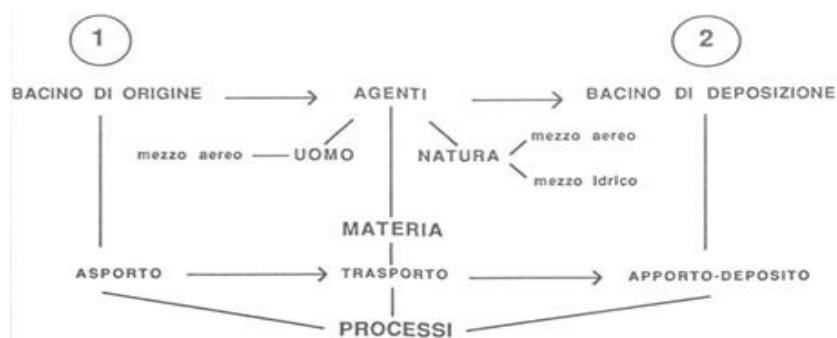 1
2
BACINO DI ORIGINE
AGENTI
BACINO DI DEPOSIZIONE
mezzo aereo
UOMO
NATURA
mezzo aereo
mezzo idrico
MATERIA
ASPORTO
TRASPORTO
APPORTO-DEPOSITO
PROCESSI